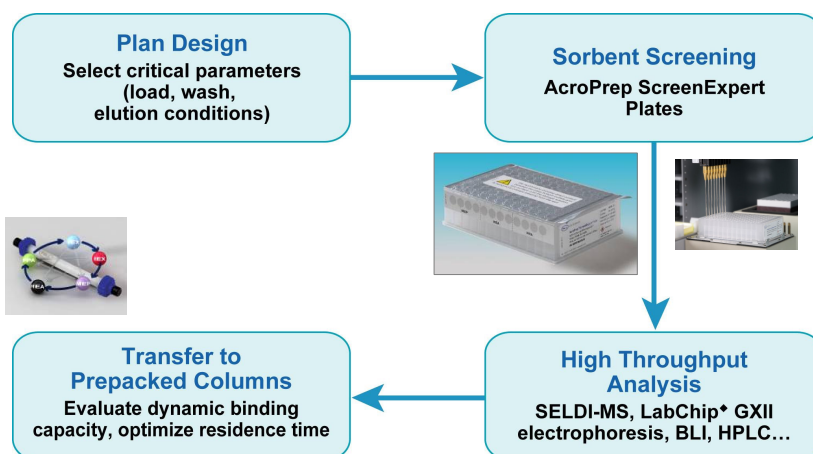 Plan Design
Select critical parameters
(load, wash,
elution conditions)
Sorbent Screening
AcroPrep ScreenExpert
Plates
Transfer to
Prepacked Columns
Evaluate dynamic binding
capacity, optimize residence time
High Throughput
Analysis
SELDI-MS, LabChip◆ GXII
electrophoresis, BLI, HPLC…